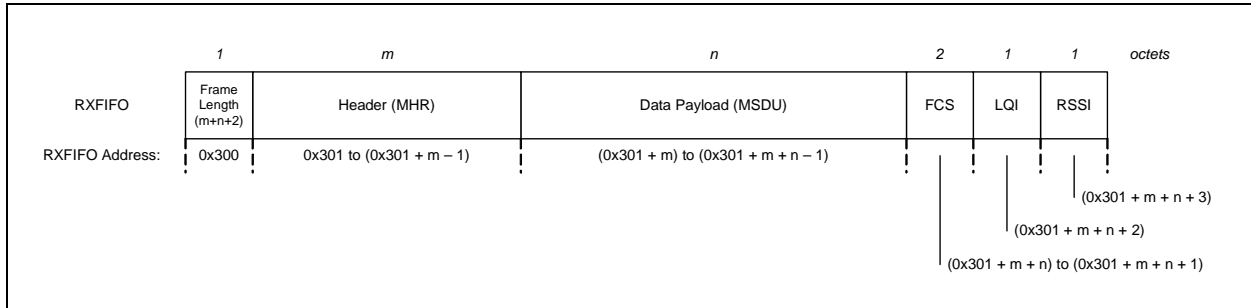 1 m n 2 1 1 octets
RXFIFO
Frame
Length
(m+n+2)
Header (MHR)
Data Payload (MSDU)
FCS
LQI
RSSI
RXFIFO Address: 0x300 0x301 to (0x301 + m – 1) (0x301 + m) to (0x301 + m + n – 1)
(0x301 + m + n + 3)
(0x301 + m + n + 2)
(0x301 + m + n) to (0x301 + m + n + 1)